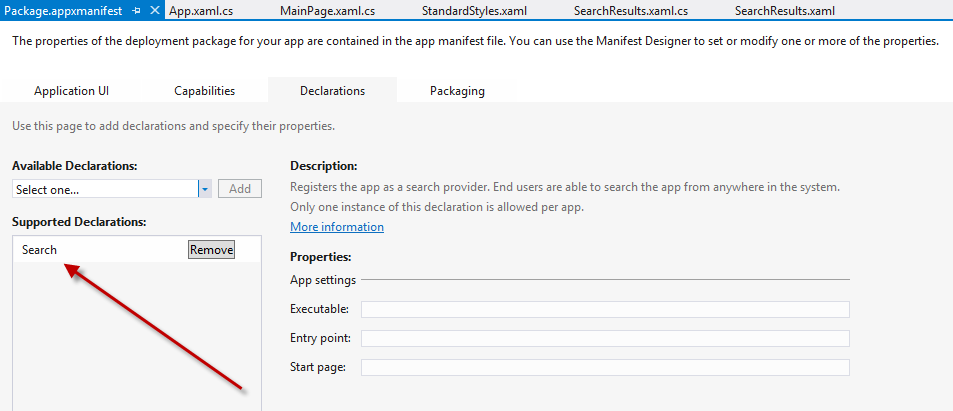 Package.appxmanifest App.xaml.cs MainPage.xaml.cs StandardStyles.xaml SearchResults.xaml.cs SearchResults.xaml
The properties of the deployment package for your app are contained in the app manifest file. You can use the Manifest Designer to set or modify one or more of the properties.
Application UI Capabilities Declarations Packaging
Use this page to add declarations and specify their properties.
Available Declarations:
Select one... Add
Supported Declarations:
Search Remove
Description:
Registers the app as a search provider. End users are able to search the app from anywhere in the system.
Only one instance of this declaration is allowed per app.
More information
Properties:
App settings
Executable:
Entry point:
Start page: